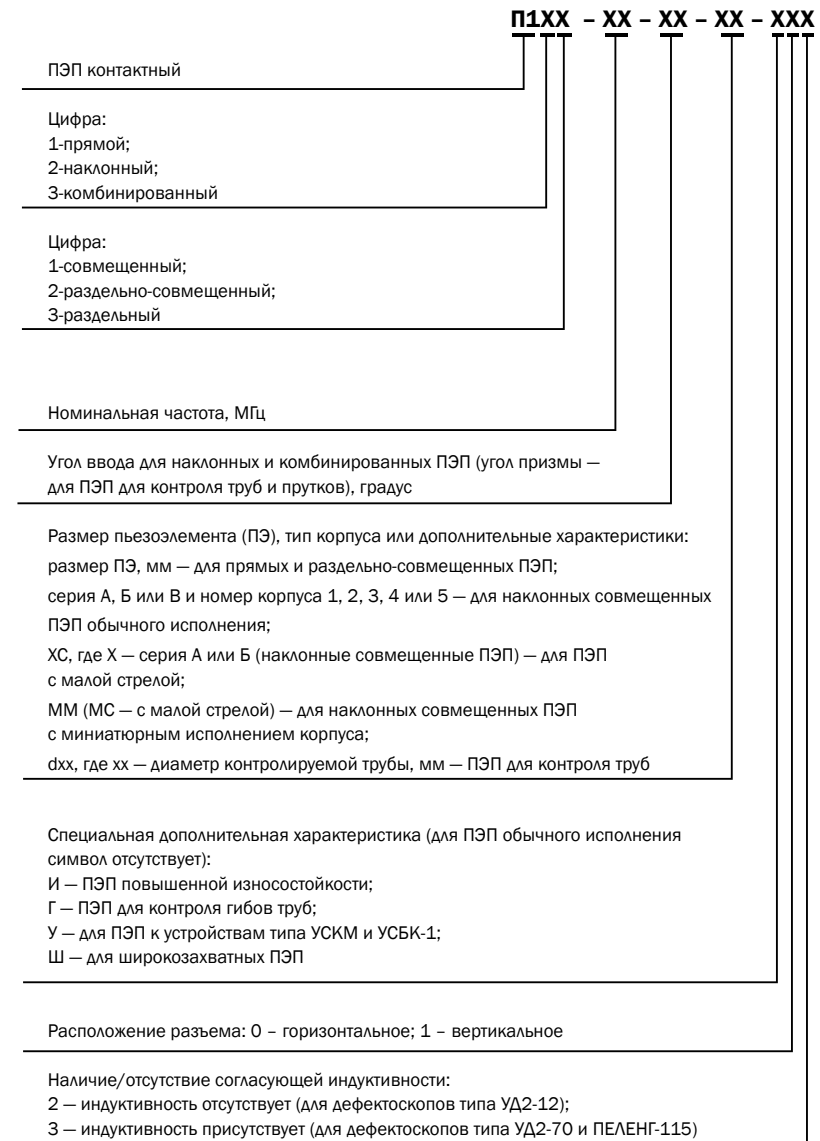 П1ХХ – ХХ – ХХ – ХХ – ХХХ
ПЭП контактный
Цифра:
1-прямой;
2-наклонный;
3-комбинированный
Цифра:
1-совмещенный;
2-раздельно-совмещенный;
3-раздельный
Номинальная частота, МГц
Угол ввода для наклонных и комбинированных ПЭП (угол призмы —
для ПЭП для контроля труб и прутков), градус
Размер пьезоэлемента (ПЭ), тип корпуса или дополнительные характеристики:
размер ПЭ, мм — для прямых и раздельно-совмещенных ПЭП;
серия А, Б или В и номер корпуса 1, 2, 3, 4 или 5 — для наклонных совмещенных
ПЭП обычного исполнения;
ХС, где Х — серия А или Б (наклонные совмещенные ПЭП) — для ПЭП
с малой стрелой;
ММ (МС — с малой стрелой) — для наклонных совмещенных ПЭП
с миниатюрным исполнением корпуса;
dxx, где хх — диаметр контролируемой трубы, мм — ПЭП для контроля труб
Специальная дополнительная характеристика (для ПЭП обычного исполнения
символ отсутствует):
И — ПЭП повышенной износостойкости;
Г — ПЭП для контроля гибов труб;
У — для ПЭП к устройствам типа УСКМ и УСБК-1;
Ш — для широкозахватных ПЭП
Расположение разъема: 0 – горизонтальное; 1 – вертикальное
Наличие/отсутствие согласующей индуктивности:
2 — индуктивность отсутствует (для дефектоскопов типа УД2-12);
3 — индуктивность присутствует (для дефектоскопов типа УД2-70 и ПЕЛЕНГ-115)